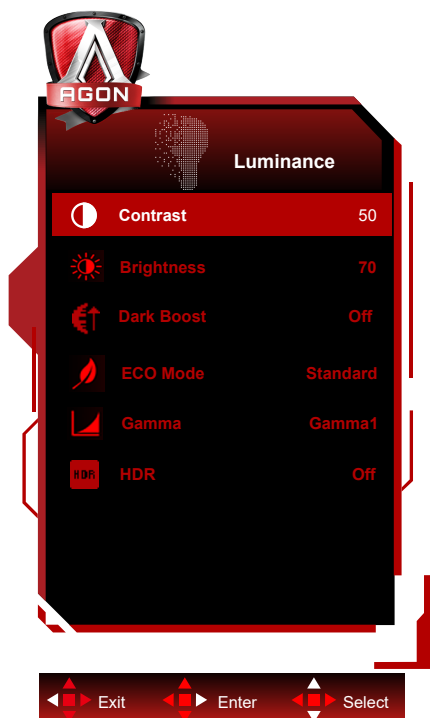 AGON
Luminance
Contrast 50
Brightness 70
Dark Boost Off
ECO Mode Standard
Gamma Gamma1
HDR HDR Off
Exit Enter Select